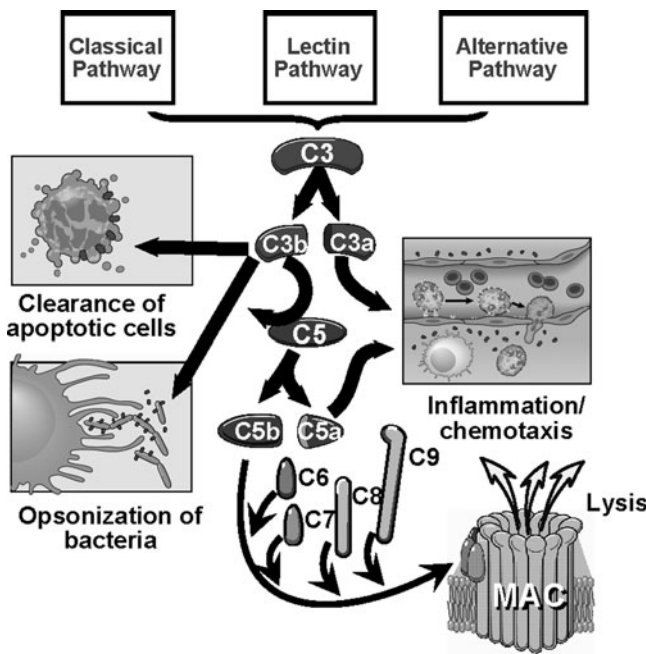 Classical
Pathway
Lectin
Pathway
Alternative
Pathway
C3
C3b
C3a
Clearance of
apoptotic cells
C5
Inflammation/
chemotaxis
C5b
C5a
C9
C6
C8
C7
Opsonization of
bacteria
Lysis
MAC